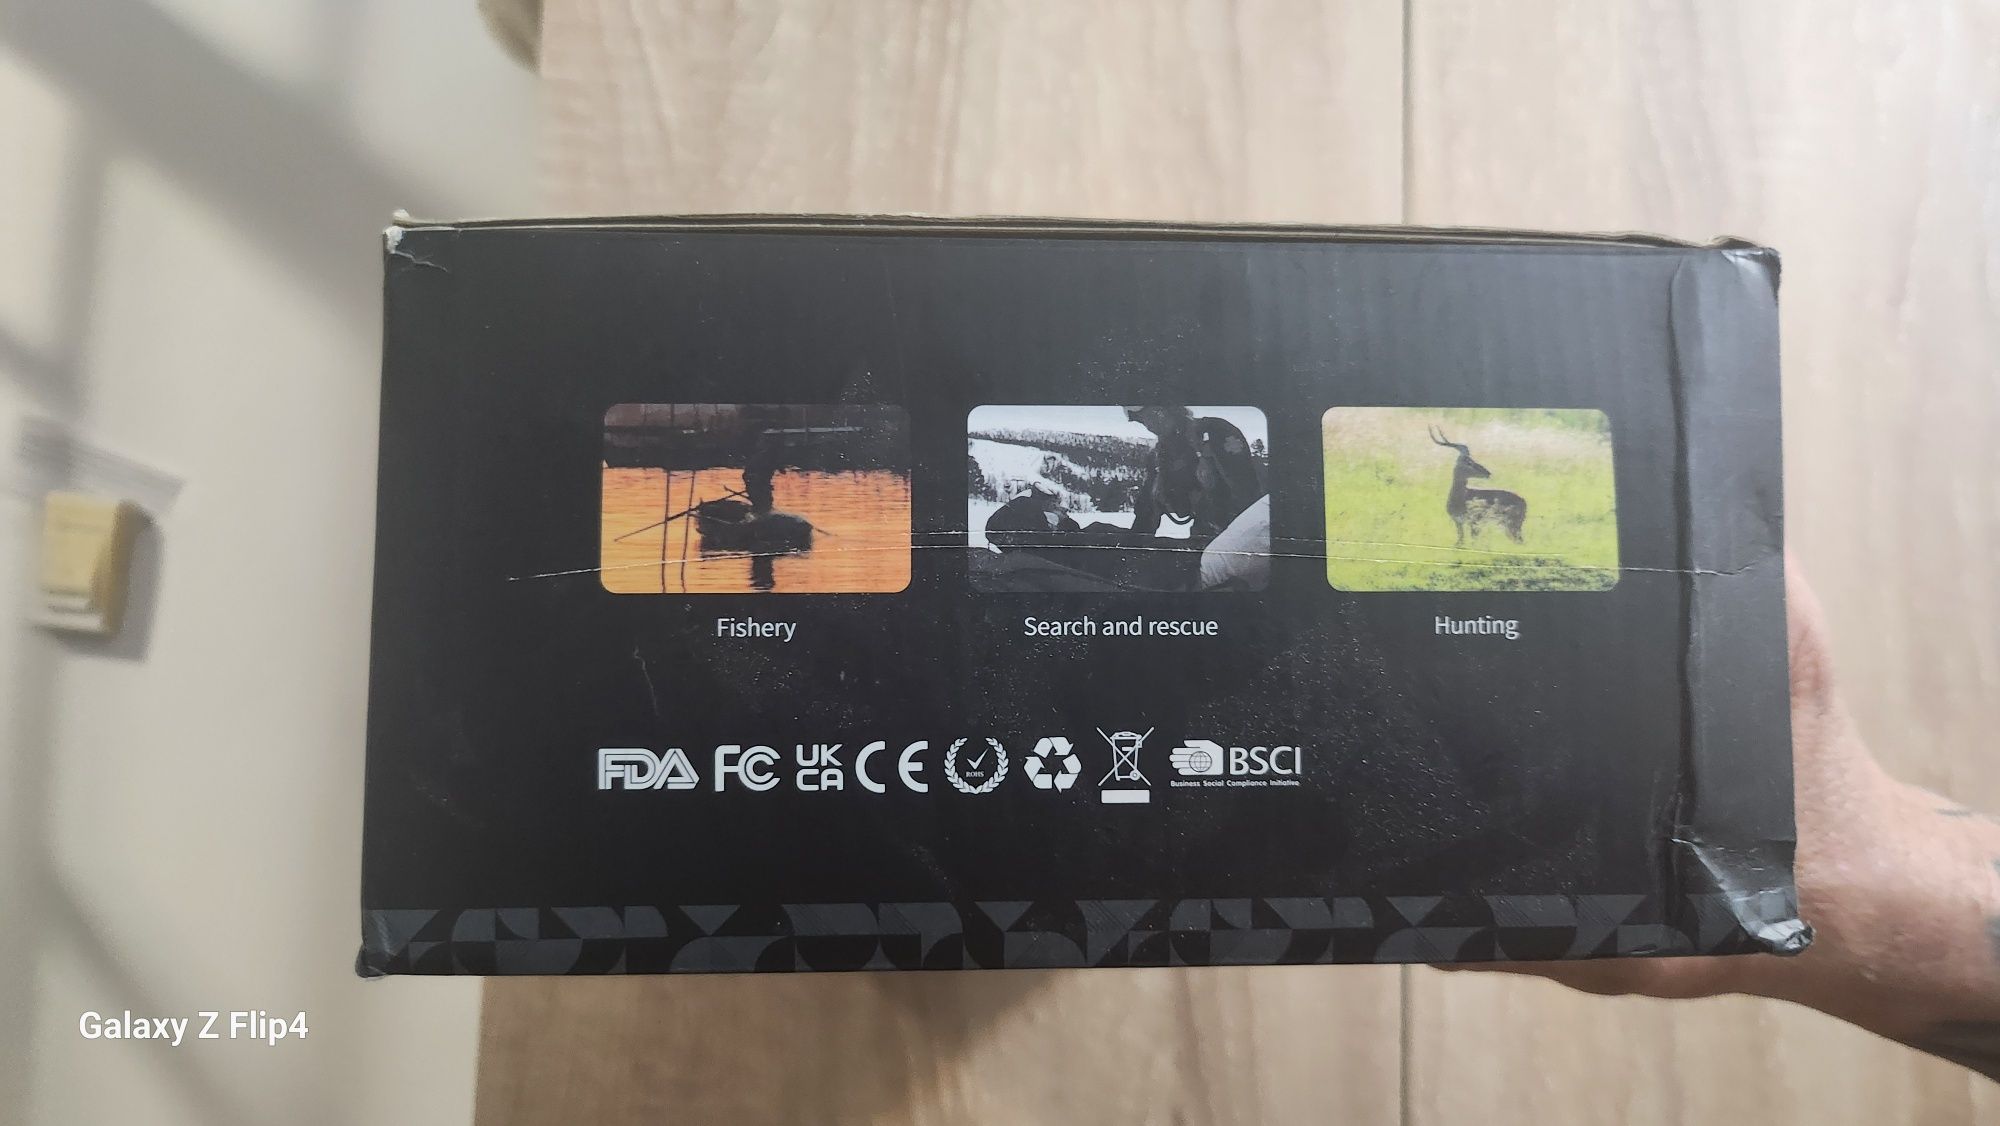 Fishery
Search and rescue
Hunting
FDA FC UK CA CE ROHS BSCI
Business Social Compliance Initiative
Galaxy Z Flip4